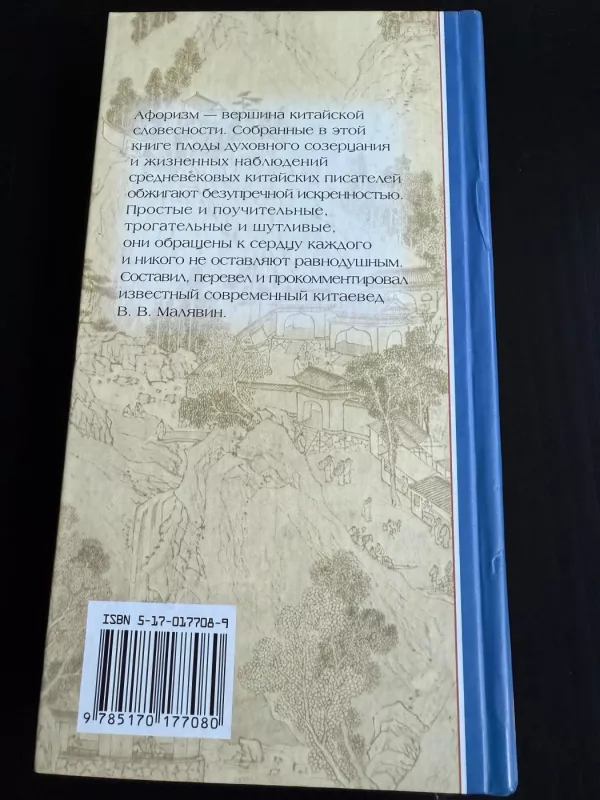 Афоризм — вершина китайской
словесности. Собранные в этой
книге плоды духовного созерцания
и жизненных наблюдений
средневековых китайских писателей
обжигают безупречной искренностью.
Простые и поучительные,
трогательные и шутливые,
они обращены к сердцу каждого
и никого не оставляют равнодушным.
Составил, перевел и прокомментировал
известный современный китаевед
В. В. Малявин.
ISBN 5-17-017708-9
9 785170 177080